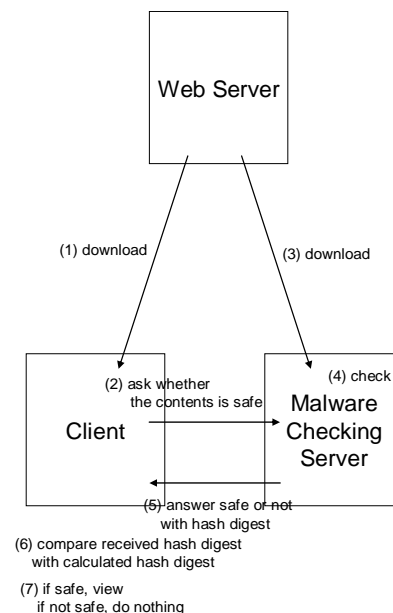 Web Server
(1) download
(3) download
(2) ask whether
the contents is safe
(4) check
Client
Malware
Checking
Server
(5) answer safe or not
with hash digest
(6) compare received hash digest
with calculated hash digest
(7) if safe, view
if not safe, do nothing